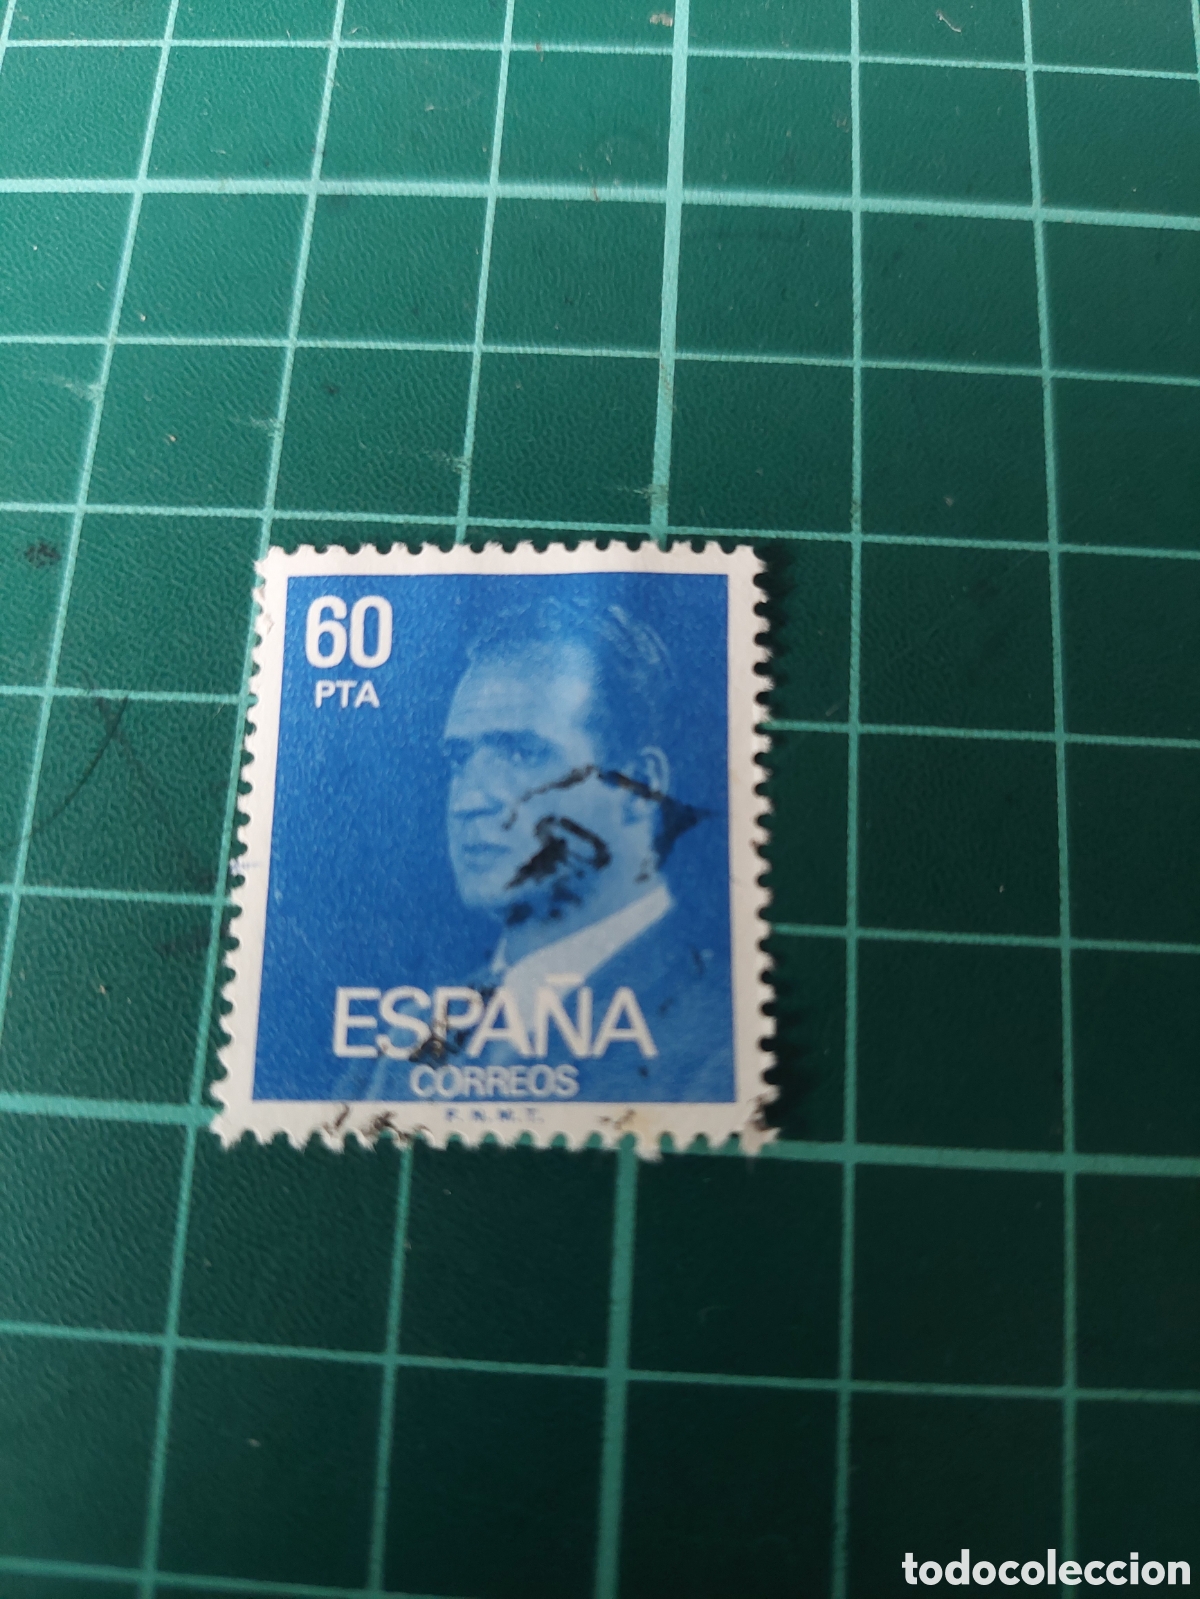 60
PTA
ESPAÑA
CORREOS
F.N.M.T.
todocoleccion